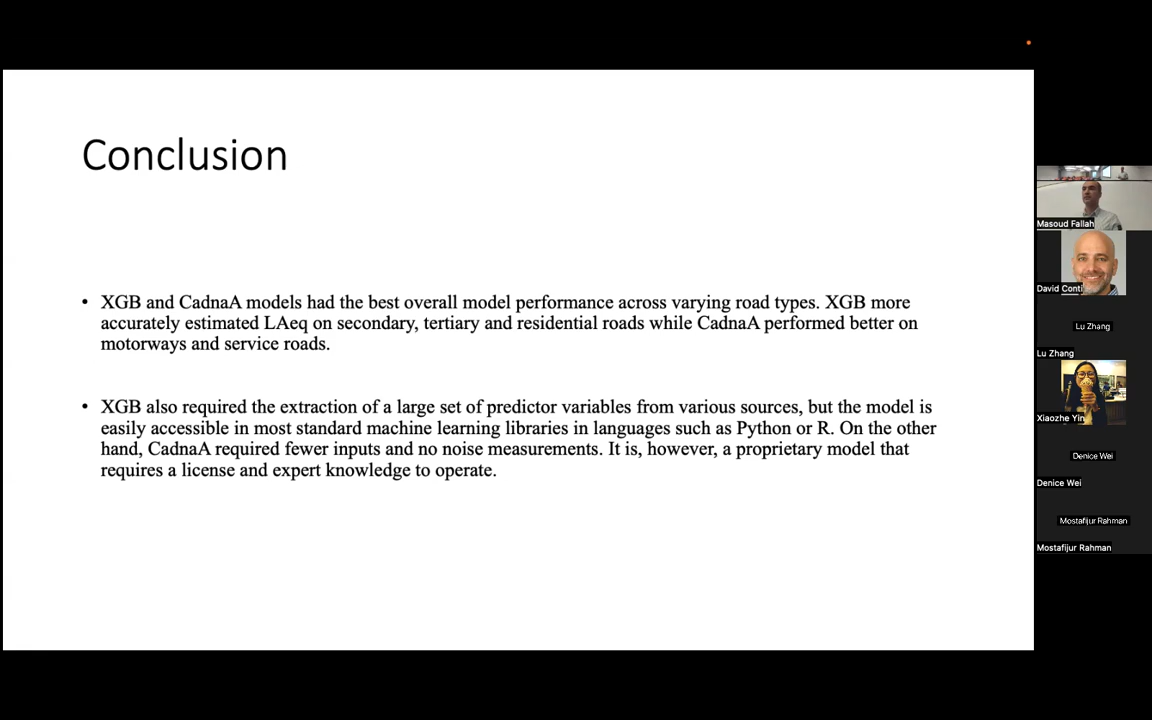 Conclusion
• XGB and CadnaA models had the best overall model performance across varying road types. XGB more
accurately estimated LAeq on secondary, tertiary and residential roads while CadnaA performed better on
motorways and service roads.
• XGB also required the extraction of a large set of predictor variables from various sources, but the model is
easily accessible in most standard machine learning libraries in languages such as Python or R. On the other
hand, CadnaA required fewer inputs and no noise measurements. It is, however, a proprietary model that
requires a license and expert knowledge to operate.
Masoud Fallah
David Conti
Lu Zhang
Lu Zhang
Xiaozhe Yin
Denice Wei
Denice Wei
Mostafijur Rahman
Mostafijur Rahman